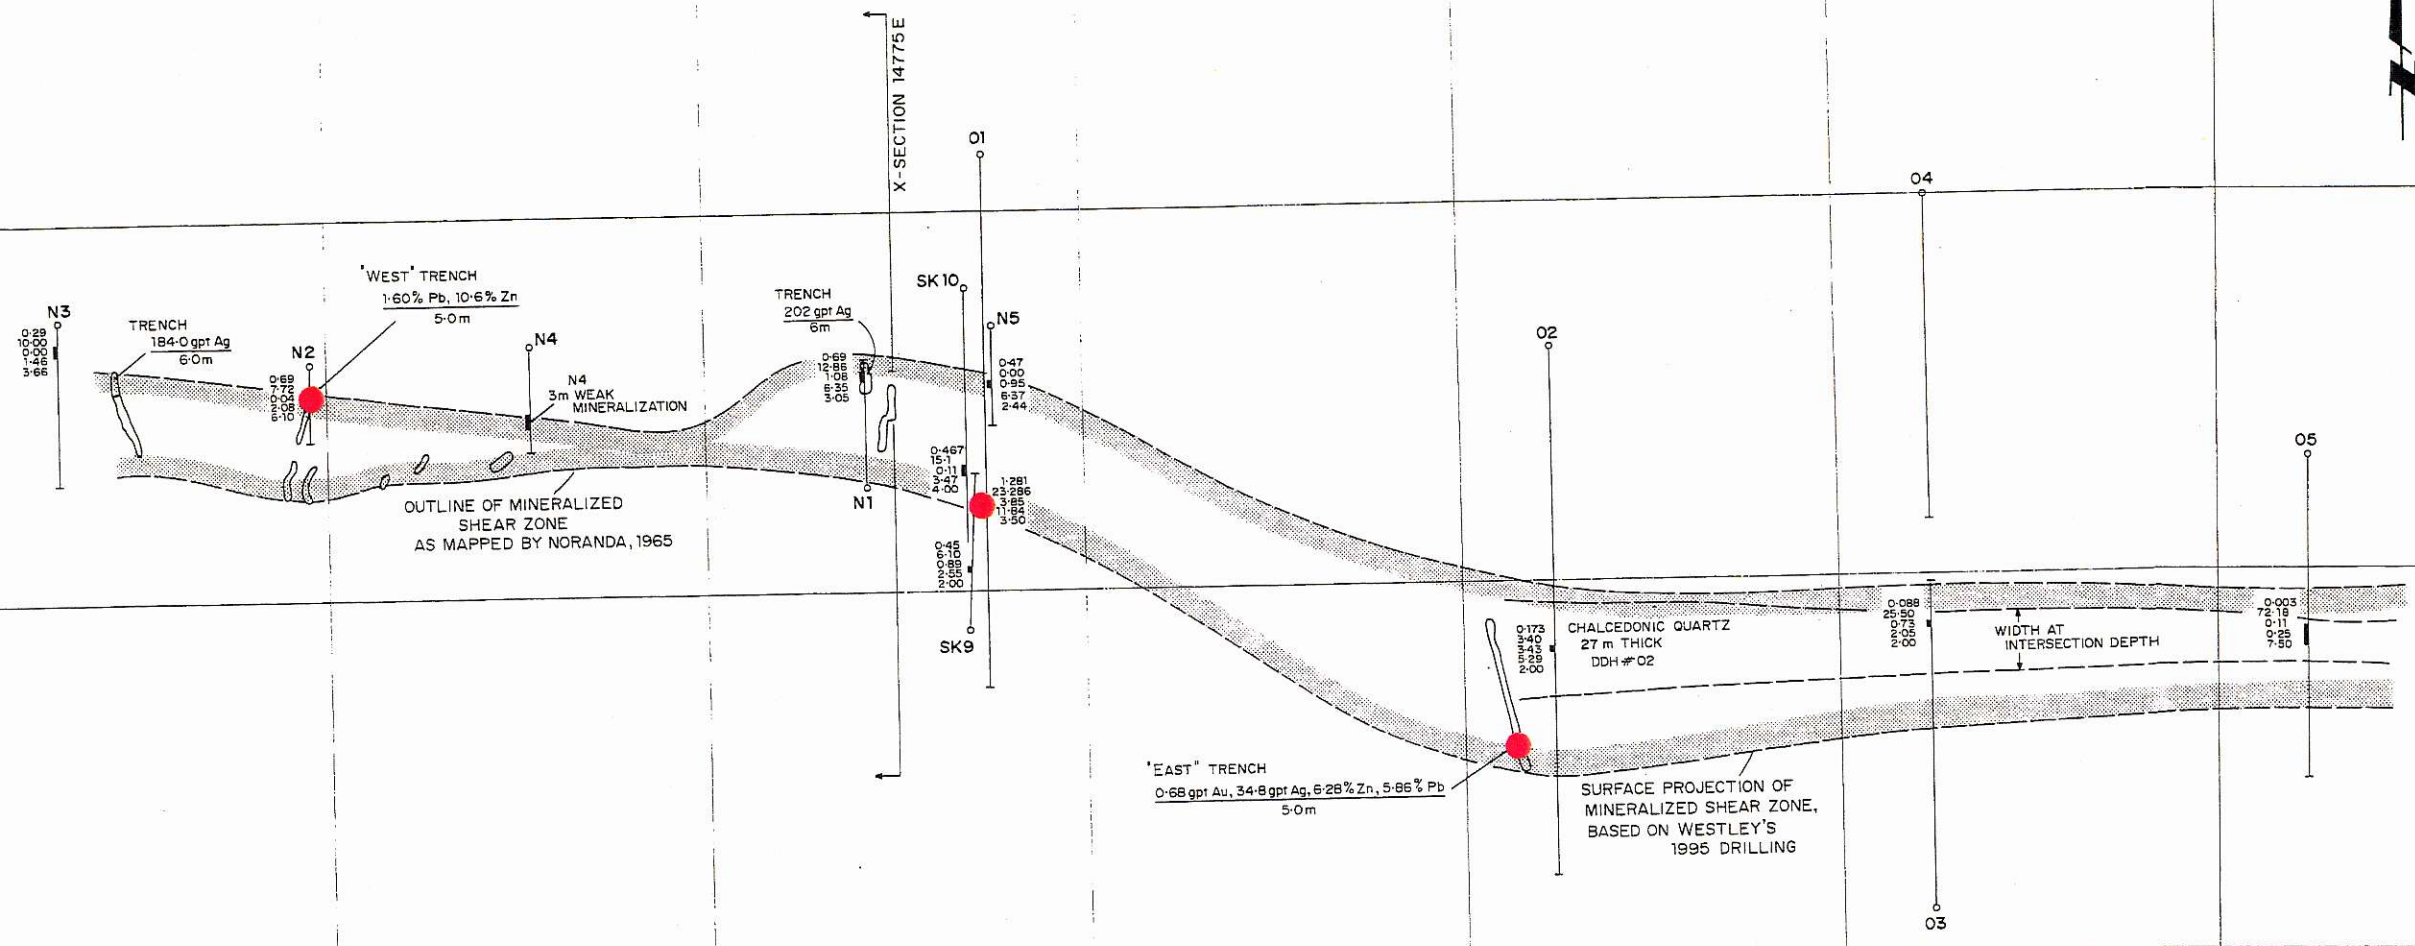 X-SECTION 14775E
01
04
'WEST' TRENCH
1·60% Pb, 10·6% Zn
5·0m
SK10
TRENCH
202 gpt Ag
6m
N3
0·29
10·00
0·00
1·46
3·66
TRENCH
184·0 gpt Ag
6·0m
N2
0·69
7·72
0·04
2·08
6·10
N4
N4
3m WEAK
MINERALIZATION
0·69
12·86
1·08
6·35
3·05
N1
N5
0·47
0·00
0·95
6·37
2·44
02
05
0·467
15·1
0·11
3·47
4·00
1·281
23·286
3·85
11·84
3·50
OUTLINE OF MINERALIZED
SHEAR ZONE
AS MAPPED BY NORANDA, 1965
0·45
6·10
0·89
2·55
2·00
SK9
0·173
3·40
3·43
5·29
2·00
CHALCEDONIC QUARTZ
27 m THICK
DDH #02
0·088
25·50
0·73
2·05
2·00
WIDTH AT
INTERSECTION DEPTH
0·003
72·18
0·11
0·25
7·50
'EAST" TRENCH
0·68 gpt Au, 34·8 gpt Ag, 6·28% Zn, 5·86% Pb
5·0m
SURFACE PROJECTION OF
MINERALIZED SHEAR ZONE,
BASED ON WESTLEY'S
1995 DRILLING
03